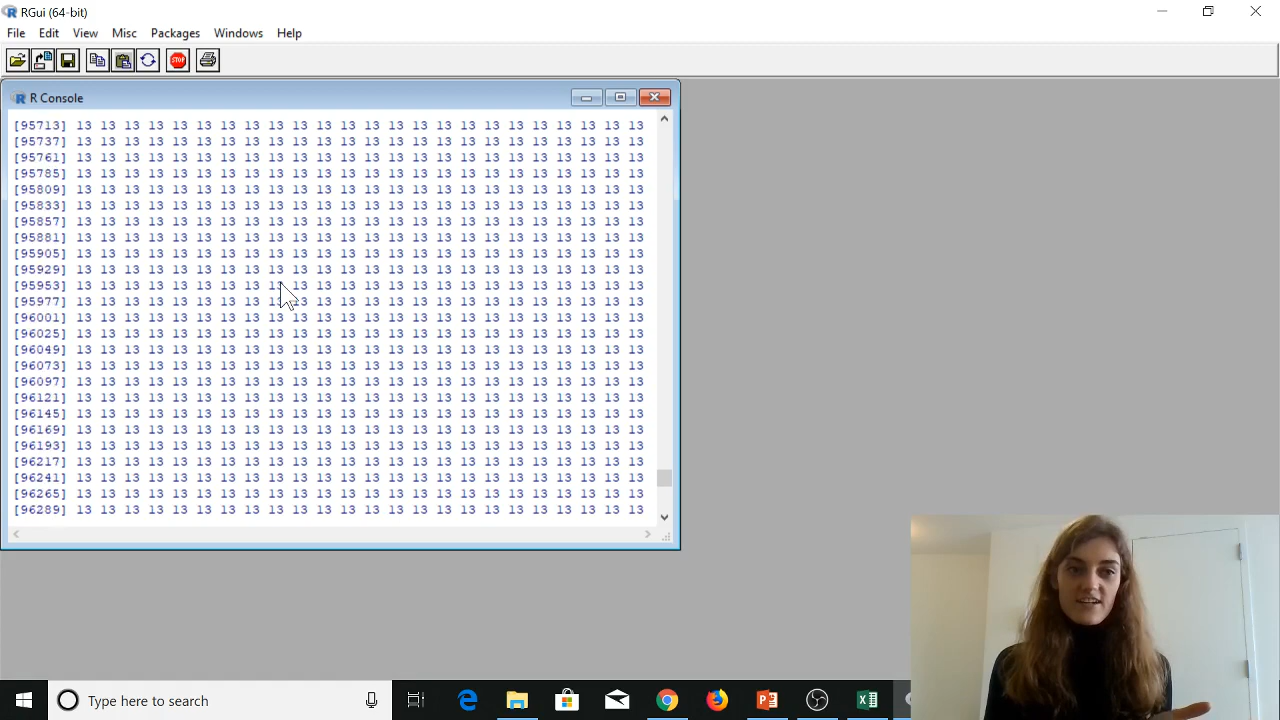 RGui (64-bit)
File Edit View Misc Packages Windows Help
STOP
R Console
[95713] 13 13 13 13 13 13 13 13 13 13 13 13 13 13 13 13 13 13 13 13 13 13 13 13
[95737] 13 13 13 13 13 13 13 13 13 13 13 13 13 13 13 13 13 13 13 13 13 13 13 13
[95761] 13 13 13 13 13 13 13 13 13 13 13 13 13 13 13 13 13 13 13 13 13 13 13 13
[95785] 13 13 13 13 13 13 13 13 13 13 13 13 13 13 13 13 13 13 13 13 13 13 13 13
[95809] 13 13 13 13 13 13 13 13 13 13 13 13 13 13 13 13 13 13 13 13 13 13 13 13
[95833] 13 13 13 13 13 13 13 13 13 13 13 13 13 13 13 13 13 13 13 13 13 13 13 13
[95857] 13 13 13 13 13 13 13 13 13 13 13 13 13 13 13 13 13 13 13 13 13 13 13 13
[95881] 13 13 13 13 13 13 13 13 13 13 13 13 13 13 13 13 13 13 13 13 13 13 13 13
[95905] 13 13 13 13 13 13 13 13 13 13 13 13 13 13 13 13 13 13 13 13 13 13 13 13
[95929] 13 13 13 13 13 13 13 13 13 13 13 13 13 13 13 13 13 13 13 13 13 13 13 13
[95953] 13 13 13 13 13 13 13 13 13 13 13 13 13 13 13 13 13 13 13 13 13 13 13 13
[95977] 13 13 13 13 13 13 13 13 13 13 13 13 13 13 13 13 13 13 13 13 13 13 13 13
[96001] 13 13 13 13 13 13 13 13 13 13 13 13 13 13 13 13 13 13 13 13 13 13 13 13
[96025] 13 13 13 13 13 13 13 13 13 13 13 13 13 13 13 13 13 13 13 13 13 13 13 13
[96049] 13 13 13 13 13 13 13 13 13 13 13 13 13 13 13 13 13 13 13 13 13 13 13 13
[96073] 13 13 13 13 13 13 13 13 13 13 13 13 13 13 13 13 13 13 13 13 13 13 13 13
[96097] 13 13 13 13 13 13 13 13 13 13 13 13 13 13 13 13 13 13 13 13 13 13 13 13
[96121] 13 13 13 13 13 13 13 13 13 13 13 13 13 13 13 13 13 13 13 13 13 13 13 13
[96145] 13 13 13 13 13 13 13 13 13 13 13 13 13 13 13 13 13 13 13 13 13 13 13 13
[96169] 13 13 13 13 13 13 13 13 13 13 13 13 13 13 13 13 13 13 13 13 13 13 13 13
[96193] 13 13 13 13 13 13 13 13 13 13 13 13 13 13 13 13 13 13 13 13 13 13 13 13
[96217] 13 13 13 13 13 13 13 13 13 13 13 13 13 13 13 13 13 13 13 13 13 13 13 13
[96241] 13 13 13 13 13 13 13 13 13 13 13 13 13 13 13 13 13 13 13 13 13 13 13 13
[96265] 13 13 13 13 13 13 13 13 13 13 13 13 13 13 13 13 13 13 13 13 13 13 13 13
[96289] 13 13 13 13 13 13 13 13 13 13 13 13 13 13 13 13 13 13 13 13 13 13 13 13
Type here to search